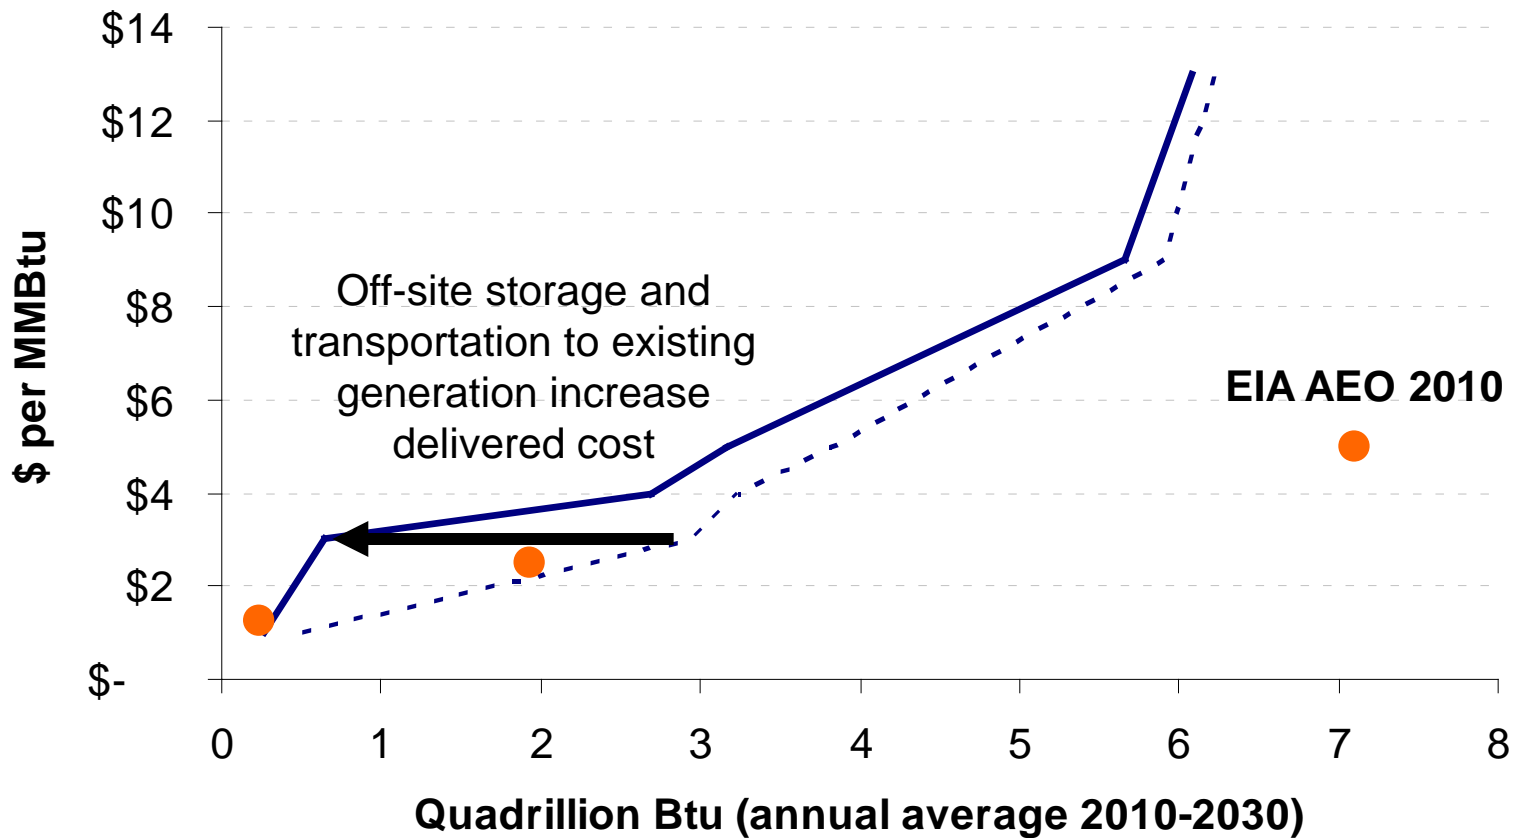 $14
$12
$10
$8
$6
$4
$2
$-
$ per MMBtu
Off-site storage and
transportation to existing
generation increase
delivered cost
EIA AEO 2010
0 1 2 3 4 5 6 7 8
Quadrillion Btu (annual average 2010-2030)